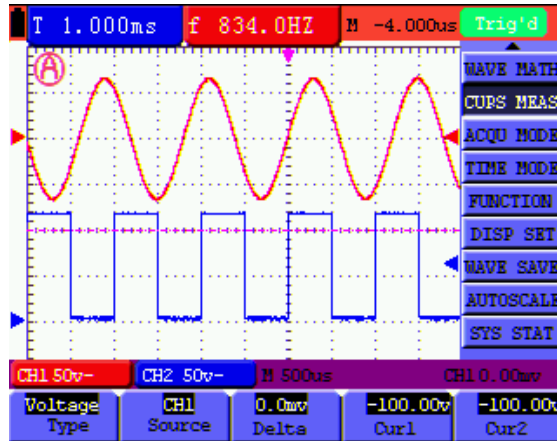 T 1.000ms f 834.0HZ M -4.000us Trig'd
A
WAVE MATH
CURS MEAS
ACQU MODE
TIME MODE
FUNCTION
DISP SET
WAVE SAVE
AUTOSCALE
SYS STAT
CH1 50v- CH2 50v- M 500us CH1 0.00mv
Voltage CH1 0.0mv -100.00v -100.00v
Type Source Delta Cur1 Cur2